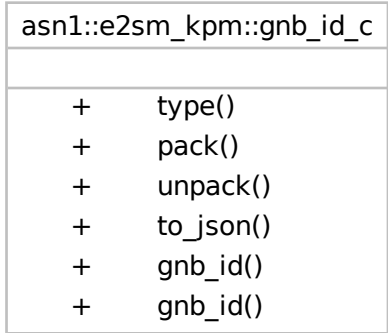 asn1::e2sm_kpm::gnb_id_c
+ type()
+ pack()
+ unpack()
+ to_json()
+ gnb_id()
+ gnb_id()